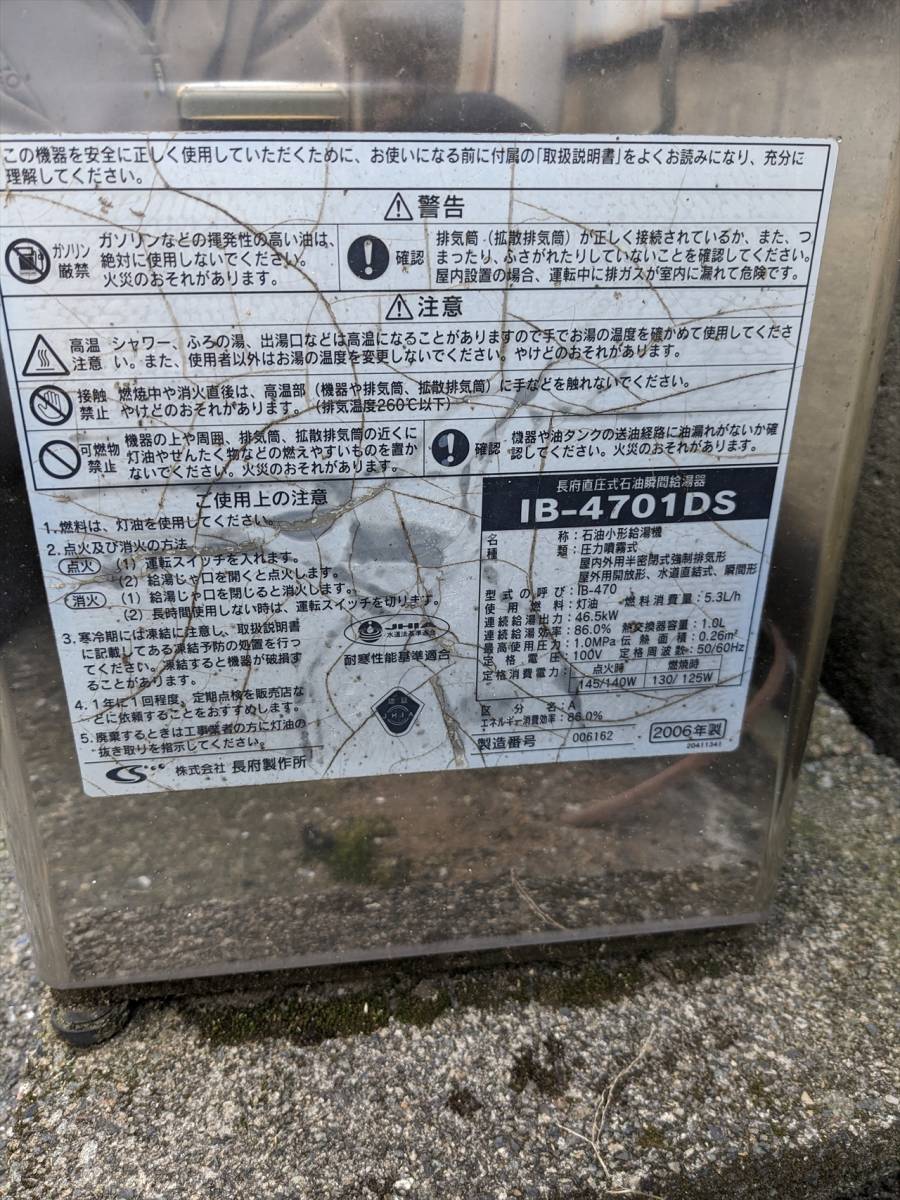 この機器を安全に正しく使用していただくために、お使いになる前に付属の「取扱説明書」をよくお読みになり、充分に
理解してください。
警告
ガソリン
厳禁
ガソリンなどの揮発性の高い油は、
絶対に使用しないでください。
火災のおそれがあります。
確認
排気筒（拡散排気筒）が正しく接続されているか、また、つ
まったり、ふさがれたりしていないことを確認してください。
屋内設置の場合、運転中に排ガスが室内に漏れて危険です。
注意
高温
注意
シャワー、ふろの湯、出湯口などは高温になることがありますので手でお湯の温度を確かめて使用してくださ
い。また、使用者以外はお湯の温度を変更しないでください。やけどのおそれがあります。
接触
禁止
燃焼中や消火直後は、高温部（機器や排気筒、拡散排気筒）に手などを触れないでください。
やけどのおそれがあります。（排気温度260℃以下）
可燃物
禁止
機器の上や周囲、排気筒、拡散排気筒の近くに
灯油やせんたく物などの燃えやすいものを置か
ないでください。火災のおそれがあります。
確認
機器や油タンクの送油経路に油漏れがないか確
認してください。火災のおそれがあります。
ご使用上の注意
1.燃料は、灯油を使用してください。
2.点火及び消火の方法
点火 （1）運転スイッチを入れます。
（2）給湯じゃ口を開くと点火します。
消火 （1）給湯じゃ口を閉じると消火します。
（2）長時間使用しない時は、運転スイッチを切ります。
3.寒冷期には凍結に注意し、取扱説明書
に記載してある凍結予防の処置を行っ
てください。凍結すると機器が破損す
ることがあります。
4.1年に1回程度、定期点検を販売店な
どに依頼することをおすすめします。
5.廃棄するときは工事業者の方に灯油の
抜き取りを指示してください。
株式会社 長府製作所
水道法基準適合
耐寒性能基準適合
長府直圧式石油瞬間給湯器
IB-4701DS
名称：石油小形給湯機
種類：圧力噴霧式
屋内外用半密閉式強制排気形
屋外用開放形、水道直結式、瞬間形
型式の呼び：IB-470
使用燃料：灯油 燃料消費量：5.3L/h
連続給湯出力：46.5kW
連続給湯効率：86.0% 熱交換器容量：1.0L
最高使用圧力：1.0MPa 伝熱面積：0.26m²
定格電圧：100V 定格周波数：50/60Hz
定格消費電力： 点火時 燃焼時
145/140W 130/125W
区分名：A
エネルギー消費効率：86.0%
製造番号 006162 2006年製
20411341